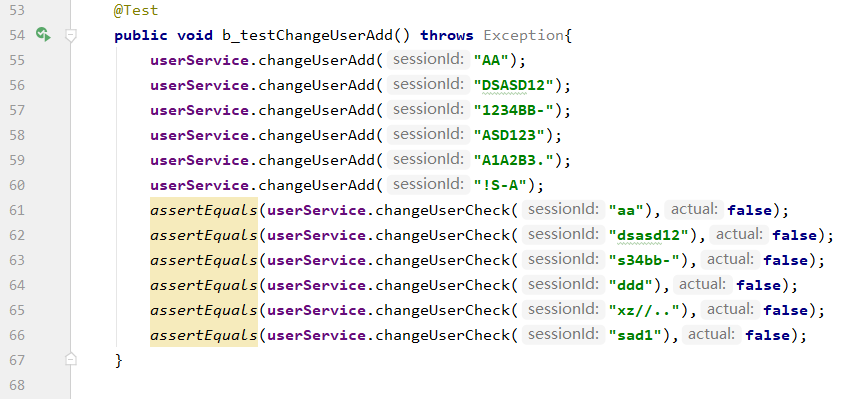 53 @Test
54 public void b_testChangeUserAdd() throws Exception{
55 userService.changeUserAdd( sessionId: "AA");
56 userService.changeUserAdd( sessionId: "DSASD12");
57 userService.changeUserAdd( sessionId: "1234BB-");
58 userService.changeUserAdd( sessionId: "ASD123");
59 userService.changeUserAdd( sessionId: "A1A2B3.");
60 userService.changeUserAdd( sessionId: "!S-A");
61 assertEquals(userService.changeUserCheck( sessionId: "aa"), actual: false);
62 assertEquals(userService.changeUserCheck( sessionId: "dsasd12"), actual: false);
63 assertEquals(userService.changeUserCheck( sessionId: "s34bb-"), actual: false);
64 assertEquals(userService.changeUserCheck( sessionId: "ddd"), actual: false);
65 assertEquals(userService.changeUserCheck( sessionId: "xz//.."), actual: false);
66 assertEquals(userService.changeUserCheck( sessionId: "sad1"), actual: false);
67 }
68